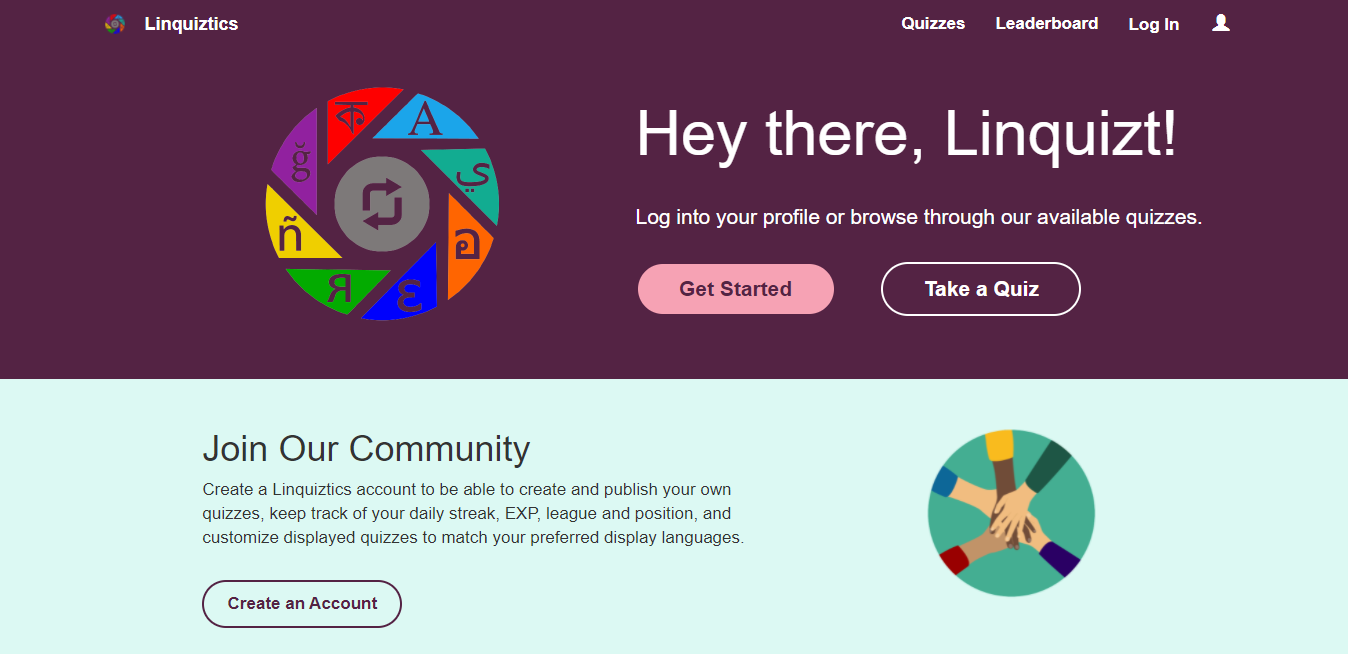 Linquiztics
Quizzes
Leaderboard
Log In
क
A
ي
อ
ع
Я
ñ
ğ
Hey there, Linquizt!
Log into your profile or browse through our available quizzes.
Get Started
Take a Quiz
Join Our Community
Create a Linquiztics account to be able to create and publish your own
quizzes, keep track of your daily streak, EXP, league and position, and
customize displayed quizzes to match your preferred display languages.
Create an Account